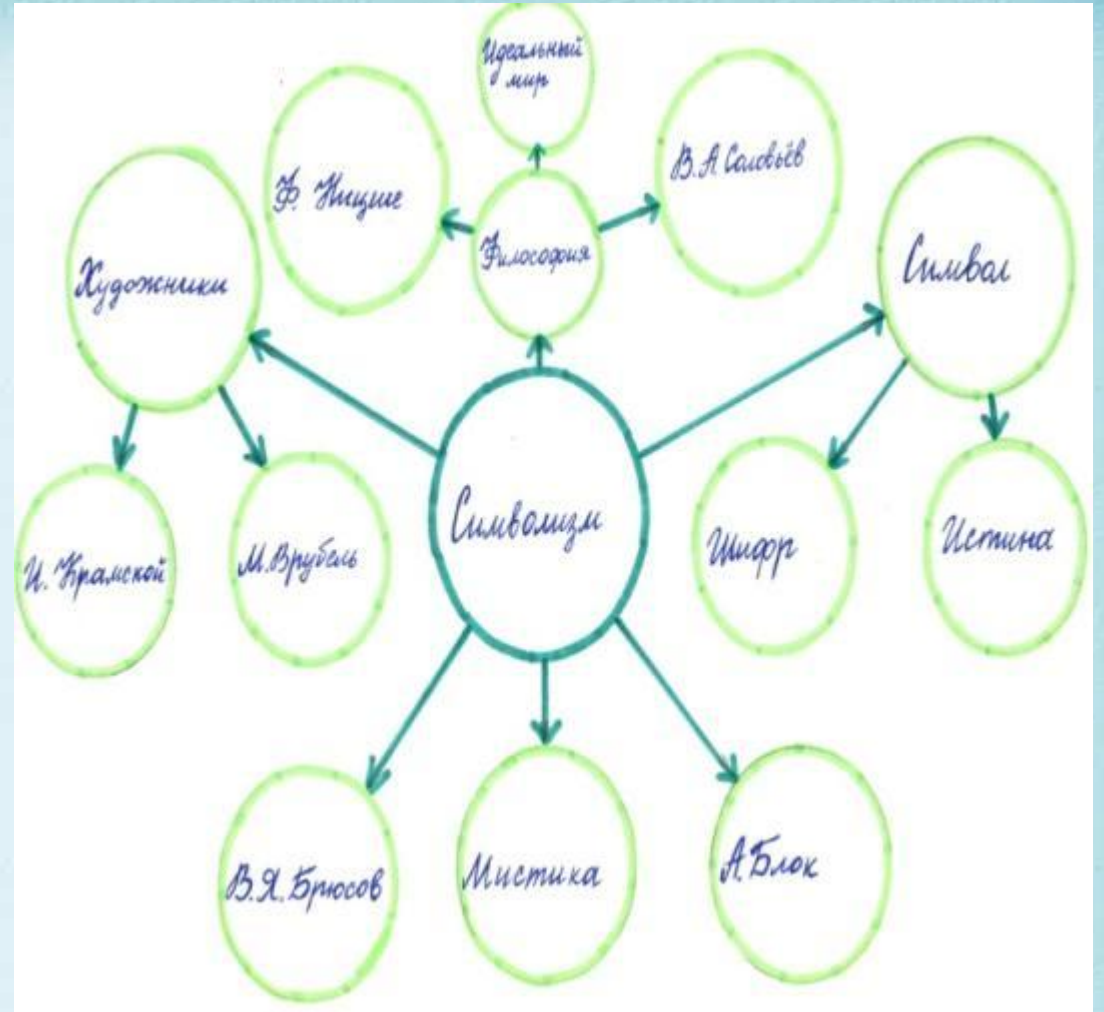 Идеальный
мир
Ф. Ницше
В.А Соловьёв
Философия
Художники
Символ
Символизм
И. Крамской
М. Врубель
Шифр
Истина
В.Я. Брюсов
Мистика
А. Блок